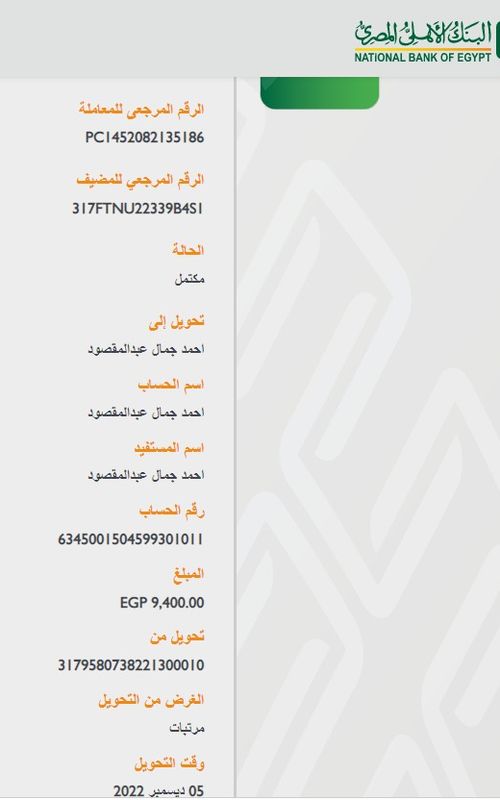 البنك الأهلي المصري
NATIONAL BANK OF EGYPT
الرقم المرجعى للمعاملة
PC1452082135186
الرقم المرجعي للمضيف
317FTNU22339B4S1
الحالة
مكتمل
تحويل إلى
احمد جمال عبدالمقصود
اسم الحساب
احمد جمال عبدالمقصود
اسم المستفيد
احمد جمال عبدالمقصود
رقم الحساب
6345001504599301011
المبلغ
EGP 9,400.00
تحويل من
3179580738221300010
الغرض من التحويل
مرتبات
وقت التحويل
05 ديسمبر 2022